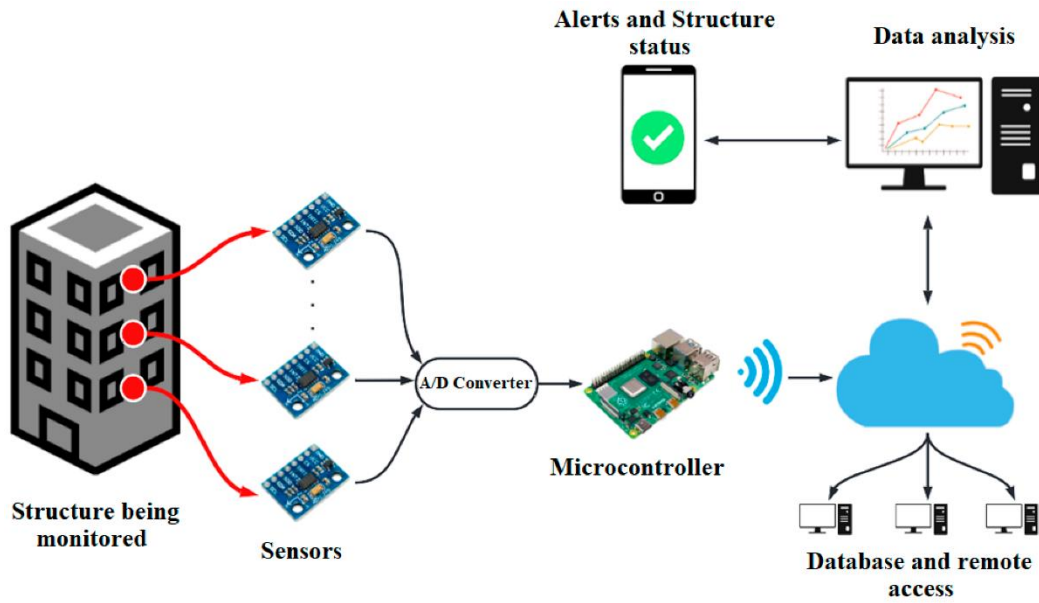 Alerts and Structure
status
Data analysis
A/D Converter
Microcontroller
Structure being
monitored
Sensors
Database and remote
access